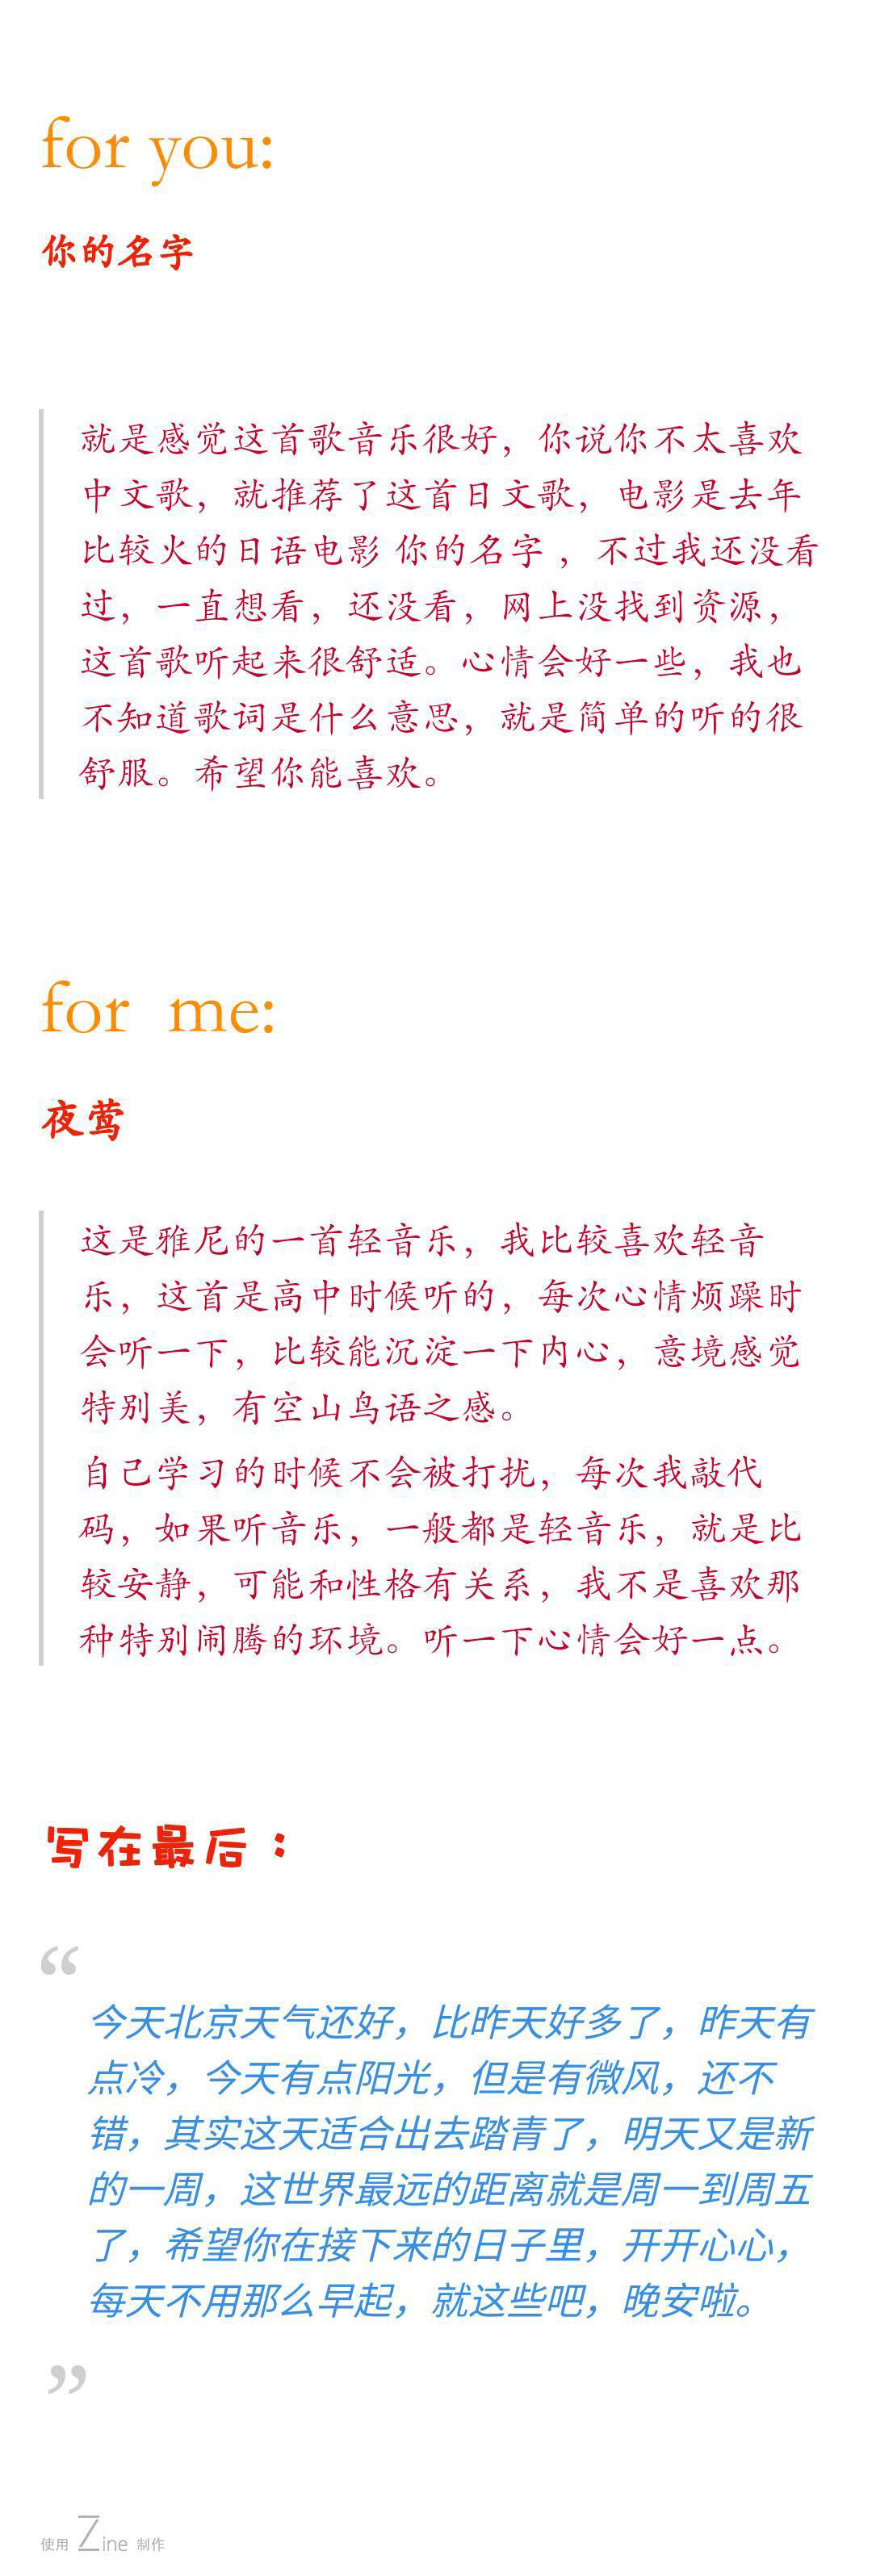 for you:
你的名字
就是感觉这首歌音乐很好，你说你不太喜欢
中文歌，就推荐了这首日文歌，电影是去年
比较火的日语电影 你的名字 ，不过我还没看
过，一直想看，还没看，网上没找到资源，
这首歌听起来很舒适。心情会好一些，我也
不知道歌词是什么意思，就是简单的听的很
舒服。希望你能喜欢。
for me:
夜莺
这是雅尼的一首轻音乐，我比较喜欢轻音
乐，这首是高中时候听的，每次心情烦躁时
会听一下，比较能沉淀一下内心，意境感觉
特别美，有空山鸟语之感。
自己学习的时候不会被打扰，每次我敲代
码，如果听音乐，一般都是轻音乐，就是比
较安静，可能和性格有关系，我不是喜欢那
种特别闹腾的环境。听一下心情会好一点。
写在最后：
“
今天北京天气还好，比昨天好多了，昨天有
点冷，今天有点阳光，但是有微风，还不
错，其实这天适合出去踏青了，明天又是新
的一周，这世界最远的距离就是周一到周五
了，希望你在接下来的日子里，开开心心，
每天不用那么早起，就这些吧，晚安啦。
”
使用 Zine 制作